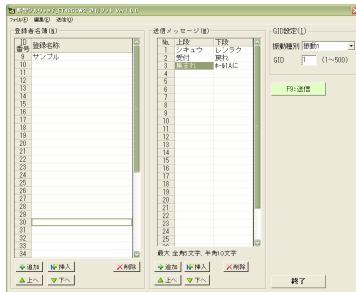 ファイル(F) 編集(E) 送信(Q)
登録者名簿(N)
送信メッセージ(M)
GID設定(I)
ID番号 登録名称
No. 上段 下段
振動種別 振動1
9 サンプル
1 シキュウ レンラク
2 受付 戻れ
3 集まれ ﾎｰﾙ1Aに
GID 1 (1~500)
10
11
12
13
14
15
16
17
18
19
20
21
22
23
24
25
26
27
28
29
30
31
32
33
34
4
5
6
7
8
9
10
11
12
13
14
15
16
17
18
19
20
21
22
23
24
25
F9:送信
最大 全角5文字、半角10文字
追加 挿入 削除
上へ 下へ
追加 挿入 削除
上へ 下へ
終了